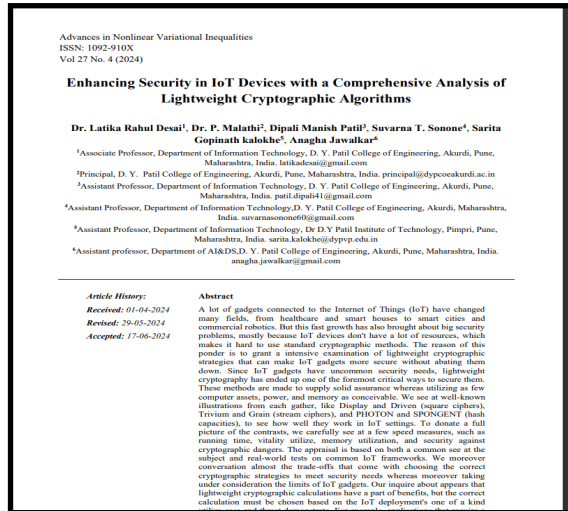 Advances in Nonlinear Variational Inequalities
ISSN: 1092-910X
Vol 27 No. 4 (2024)
Enhancing Security in IoT Devices with a Comprehensive Analysis of
Lightweight Cryptographic Algorithms
Dr. Latika Rahul Desai1, Dr. P. Malathi2, Dipali Manish Patil3, Suvarna T. Sonone4, Sarita
Gopinath kalokhe5, Anagha Jawalkar6
1Associate Professor, Department of Information Technology, D. Y. Patil College of Engineering, Akurdi, Pune,
Maharashtra, India. latikadesai@gmail.com
2Principal, D. Y. Patil College of Engineering, Akurdi, Pune, Maharashtra, India. principal@dypcoeakurdi.ac.in
3Assistant Professor, Department of Information Technology, D. Y. Patil College of Engineering, Akurdi, Pune,
Maharashtra, India. patil.dipali41@gmail.com
4Assistant Professor, Department of Information Technology,D. Y. Patil College of Engineering, Akurdi, Maharashtra,
India. suvarnasonone60@gmail.com
5Assistant Professor, Department of Information Technology, Dr D.Y Patil Institute of Technology, Pimpri, Pune,
Maharashtra, India. sarita.kalokhe@dypvp.edu.in
6Assistant professor, Department of AI&DS,D. Y. Patil College of Engineering, Akurdi, Pune, Maharashtra, India.
anagha.jawalkar@gmail.com
Article History:
Received: 01-04-2024
Revised: 29-05-2024
Accepted: 17-06-2024
Abstract
A lot of gadgets connected to the Internet of Things (IoT) have changed
many fields, from healthcare and smart houses to smart cities and
commercial robotics. But this fast growth has also brought about big security
problems, mostly because IoT devices don't have a lot of resources, which
makes it hard to use standard cryptographic methods. The reason of this
ponder is to grant a intensive examination of lightweight cryptographic
strategies that can make IoT gadgets more secure without abating them
down. Since IoT gadgets have uncommon security needs, lightweight
cryptography has ended up one of the foremost critical ways to secure them.
These methods are made to supply solid assurance whereas utilizing as few
computer assets, power, and memory as conceivable. We see at well-known
illustrations from each gather, like Display and Driven (square ciphers),
Trivium and Grain (stream ciphers), and PHOTON and SPONGENT (hash
capacities), to see how well they work in IoT settings. To donate a full
picture of the contrasts, we carefully see at a few speed measures, such as
running time, vitality utilize, memory utilization, and security against
cryptographic dangers. The appraisal is based on both a common see at the
subject and real-world tests on common IoT frameworks. We moreover
conversation almost the trade-offs that come with choosing the correct
cryptographic strategies to meet security needs whereas moreover taking
under consideration the limits of IoT gadgets. Our inquire about appears that
lightweight cryptographic calculations have a part of benefits, but the correct
calculation must be chosen based on the IoT deployment's one of a kind